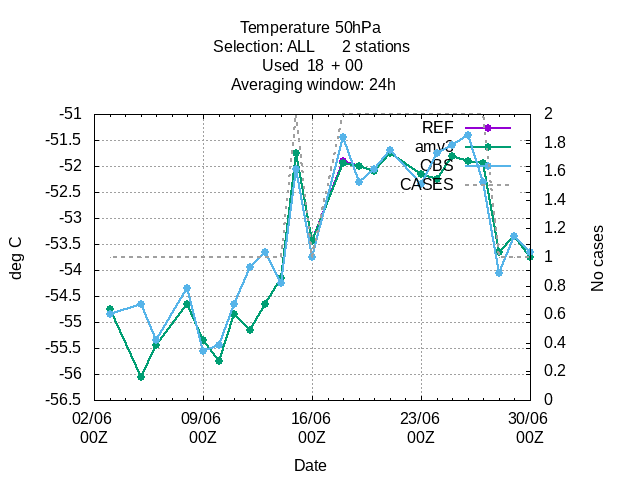 Temperature 50hPa
Selection: ALL 2 stations
Used 18 + 00
Averaging window: 24h
-51
-51.5
-52
-52.5
-53
-53.5
-54
-54.5
-55
-55.5
-56
-56.5
deg C
REF
amv3
OBS
CASES
2
1.8
1.6
1.4
1.2
1
0.8
0.6
0.4
0.2
0
No cases
02/06 09/06 16/06 23/06 30/06
00Z 00Z 00Z 00Z 00Z
Date